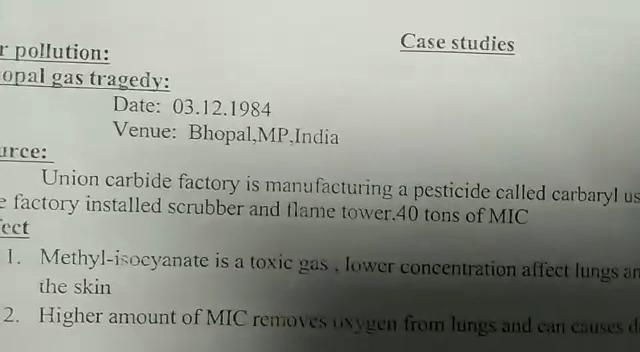 Case studies
r pollution:
opal gas tragedy:
Date: 03.12.1984
Venue: Bhopal,MP,India
urce:
Union carbide factory is manufacturing a pesticide called carbaryl us
e factory installed scrubber and flame tower.40 tons of MIC
fect
1. Methyl-isocyanate is a toxic gas , lower concentration affect lungs an
the skin
2. Higher amount of MIC removes oxygen from lungs and can causes d